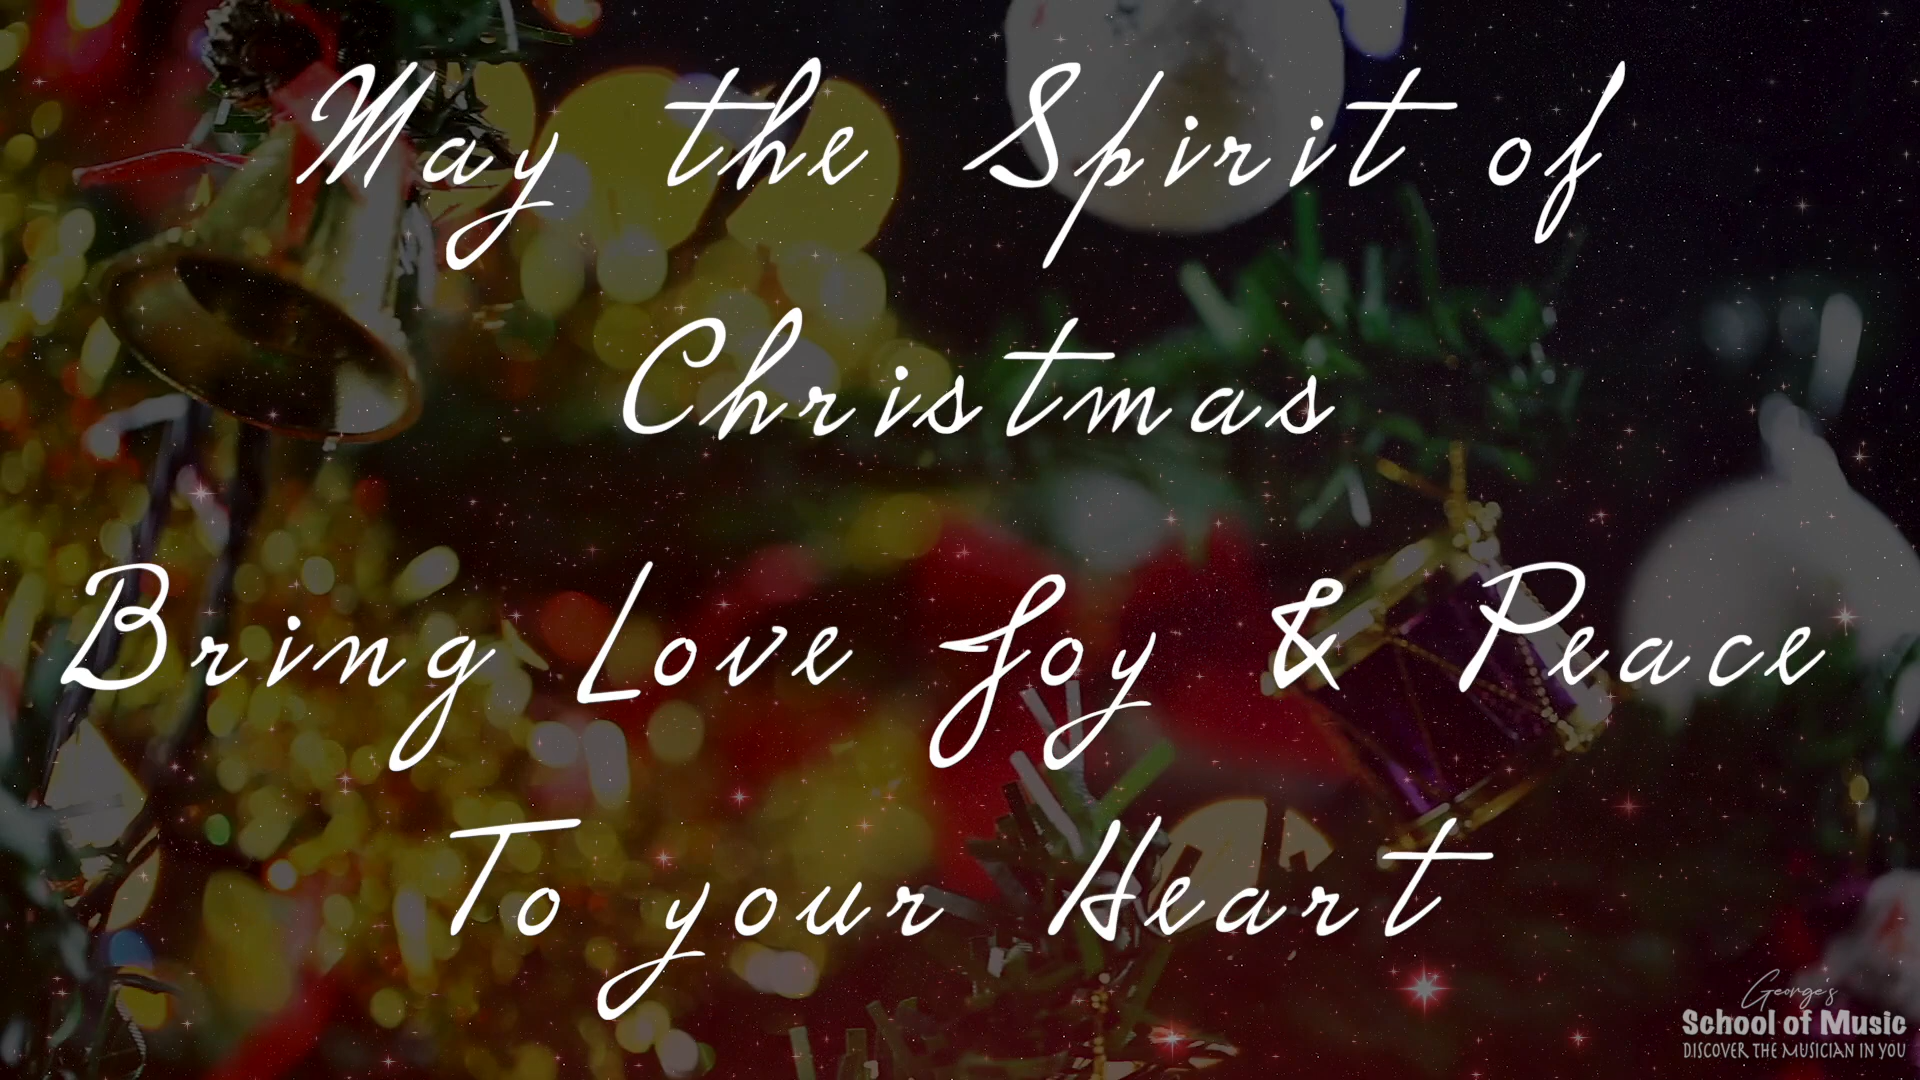 May the Spirit of
Christmas
Bring Love Joy & Peace
To your Heart
George's
School of Music
DISCOVER THE MUSICIAN IN YOU